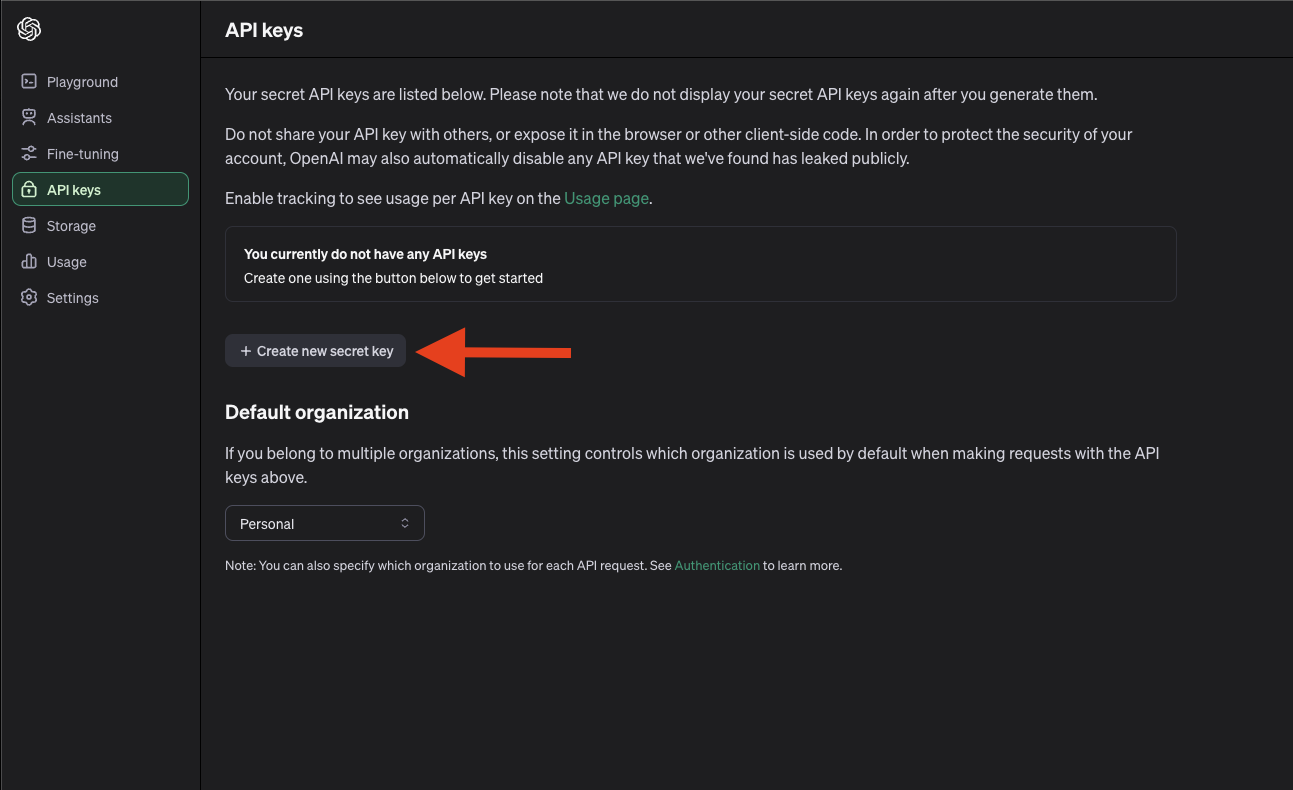 API keys
Playground
Assistants
Fine-tuning
API keys
Storage
Usage
Settings
Your secret API keys are listed below. Please note that we do not display your secret API keys again after you generate them.
Do not share your API key with others, or expose it in the browser or other client-side code. In order to protect the security of your
account, OpenAI may also automatically disable any API key that we've found has leaked publicly.
Enable tracking to see usage per API key on the Usage page.
You currently do not have any API keys
Create one using the button below to get started
+ Create new secret key
Default organization
If you belong to multiple organizations, this setting controls which organization is used by default when making requests with the API
keys above.
Personal
Note: You can also specify which organization to use for each API request. See Authentication to learn more.